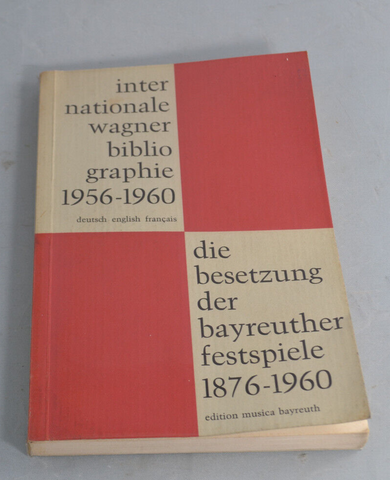 inter
nationale
wagner
biblio
graphie
1956-1960
deutsch english français
die
besetzung
der
bayreuther
festspiele
1876-1960
edition musica bayreuth